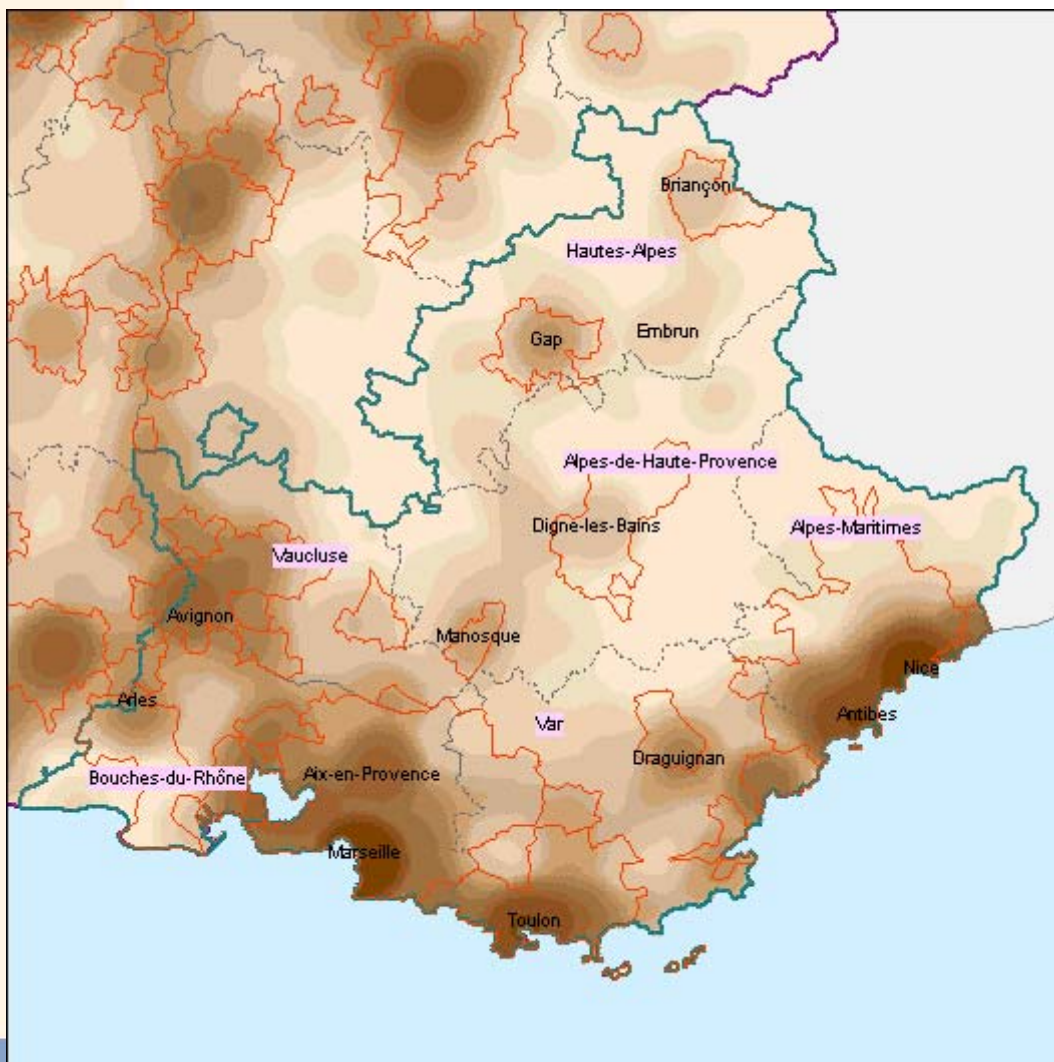 Briançon
Hautes-Alpes
Gap
Embrun
Alpes-de-Haute-Provence
Digne-les-Bains
Alpes-Maritimes
Vaucluse
Avignon
Manosque
Nice
Arles
Antibes
Var
Draguignan
Bouches-du-Rhône
Aix-en-Provence
Marseille
Toulon